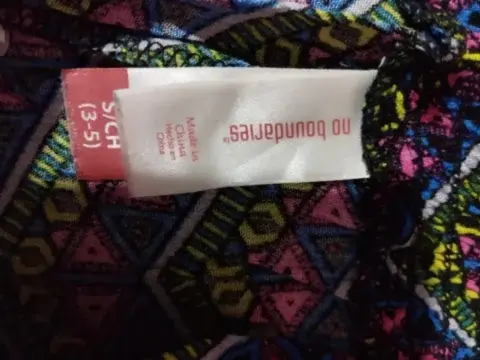 no boundaries
Made in
China
Hecho en
China
S/CH
(3-5)